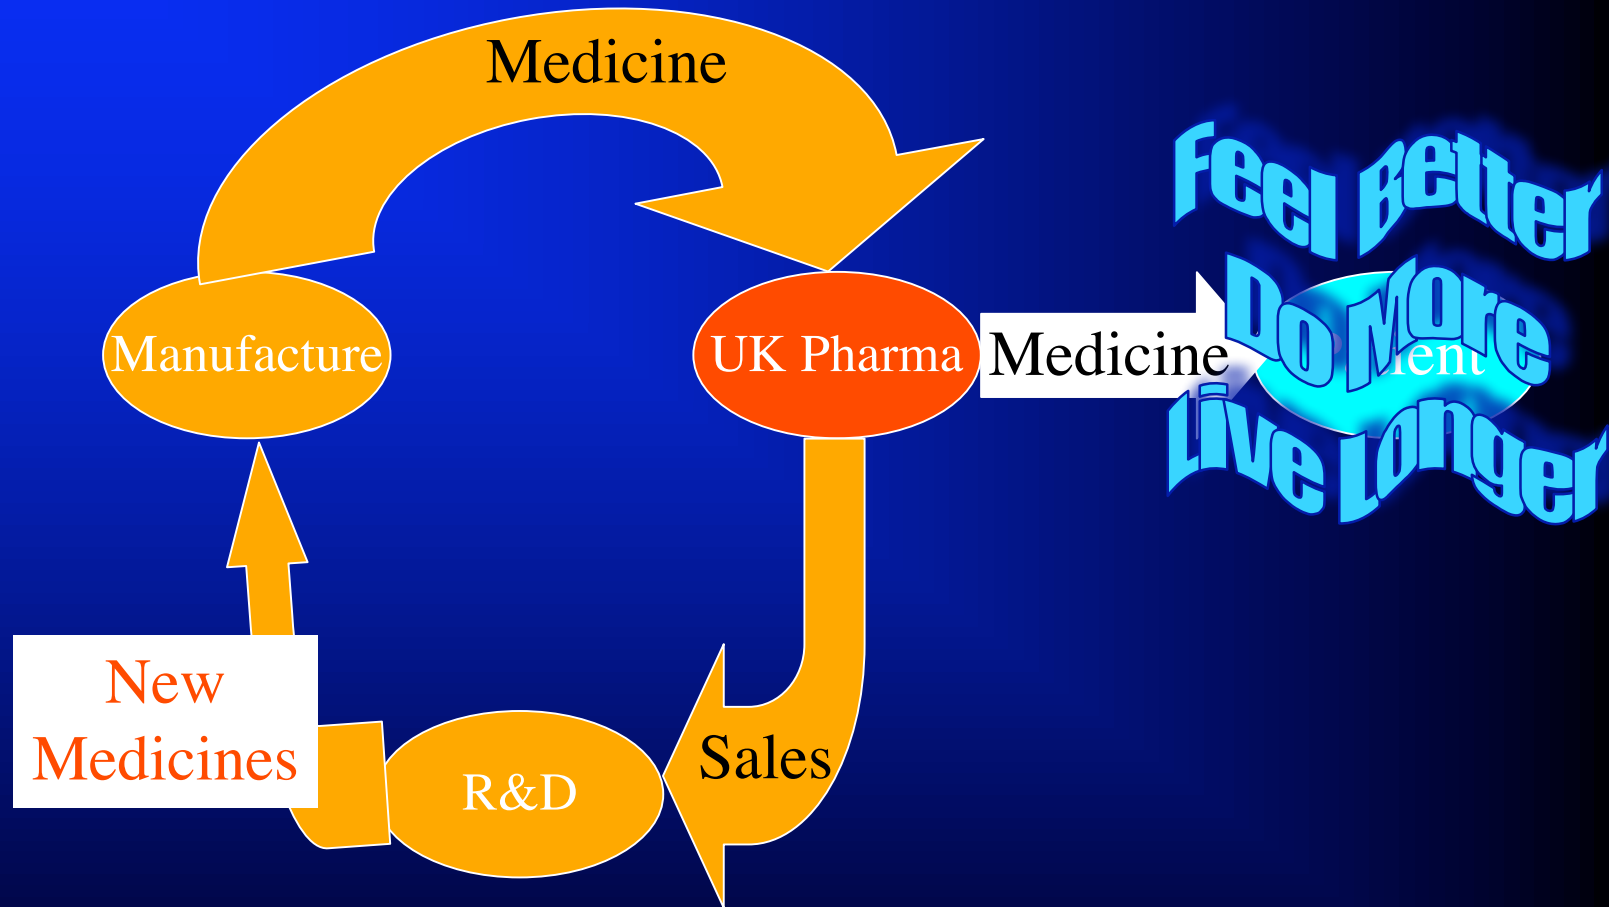 Medicine
Feel Better
Do More
Live Longer
Manufacture
UK Pharma
Medicine
New
Medicines
Sales
R&D